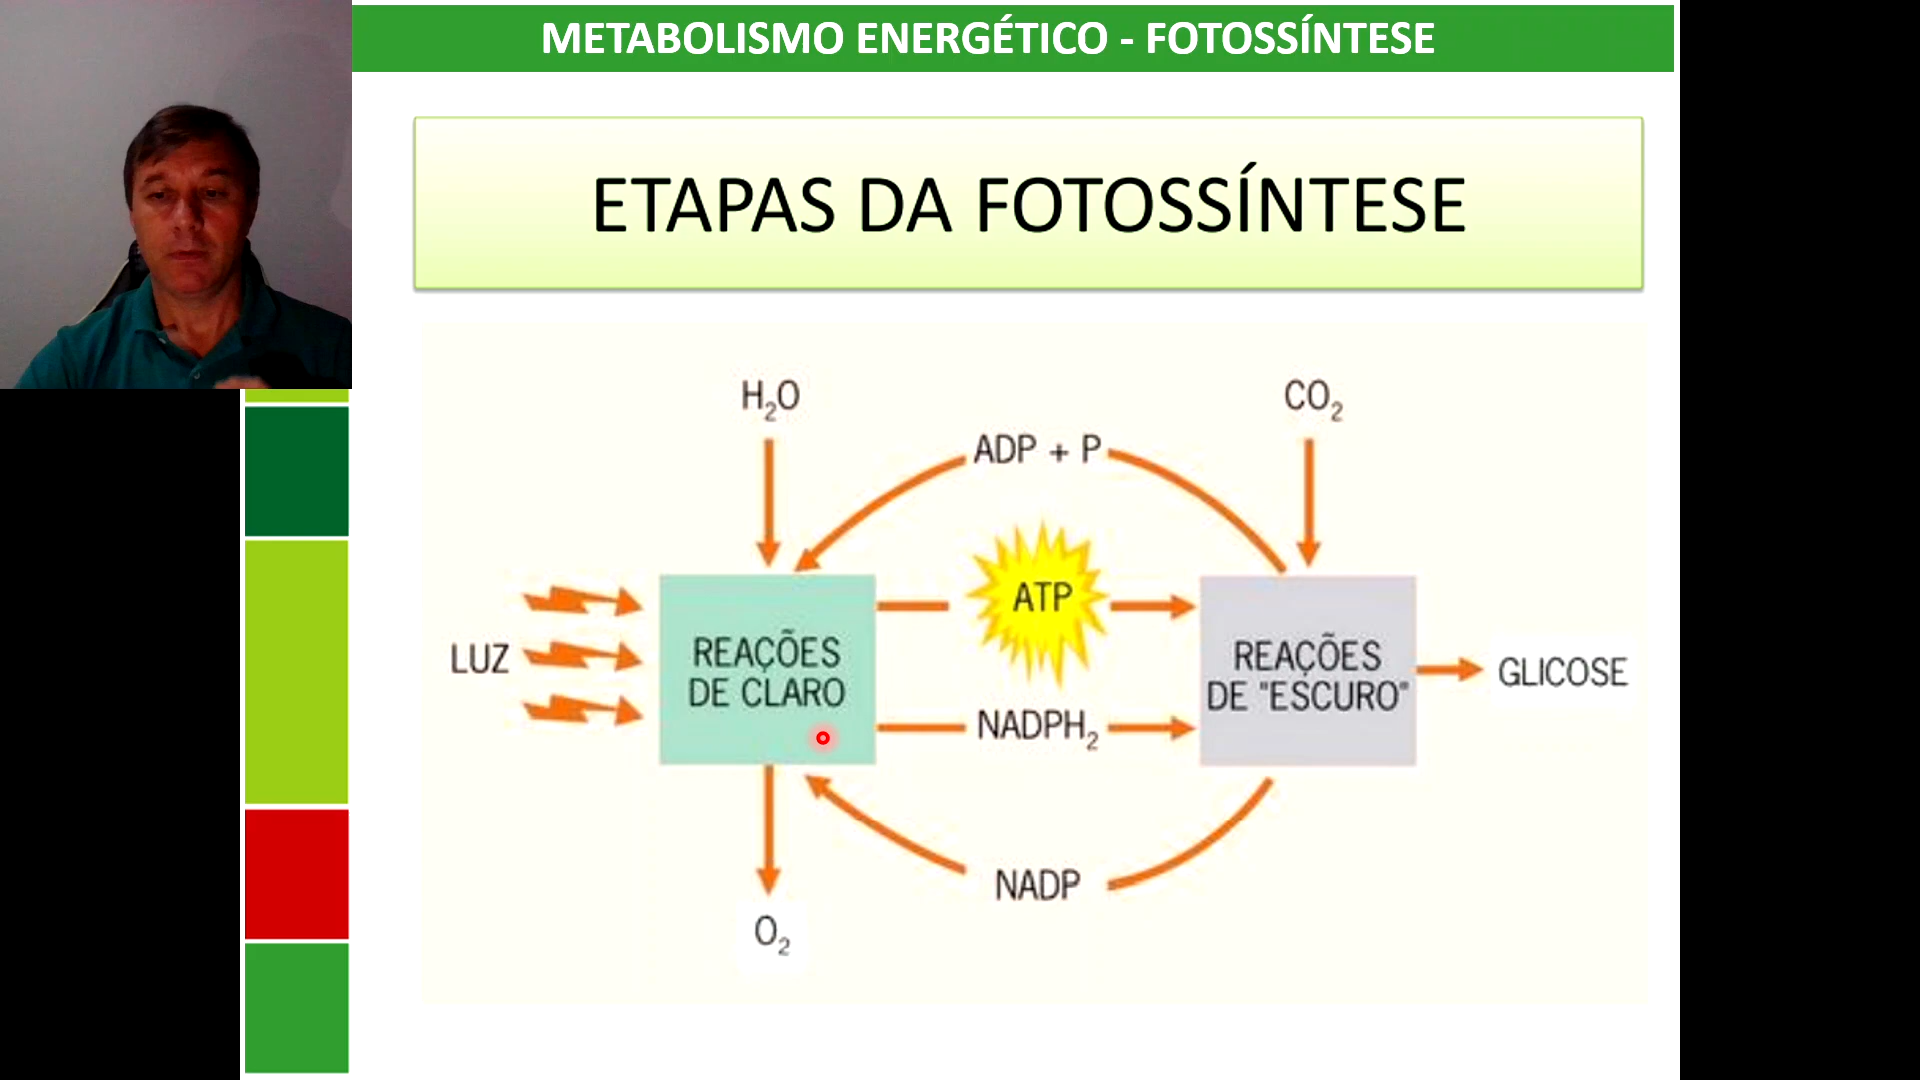 METABOLISMO ENERGÉTICO - FOTOSSÍNTESE
ETAPAS DA FOTOSSÍNTESE
H₂O
CO₂
ADP + P
ATP
LUZ
REAÇÕES
DE CLARO
REAÇÕES
DE "ESCURO"
GLICOSE
NADPH₂
NADP
O₂